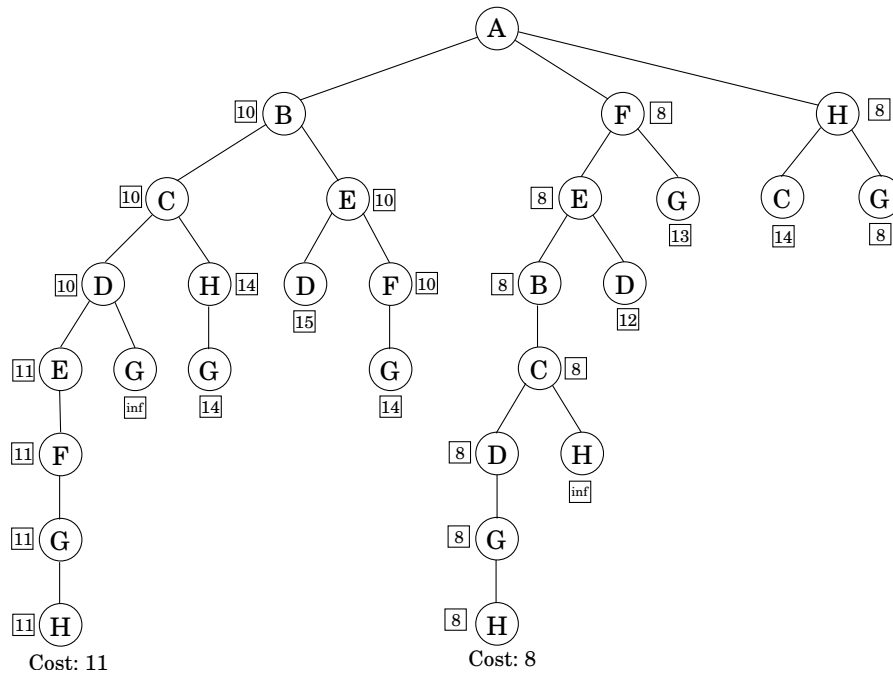 A
10 B F 8 H 8
10 C E 10 8 E G C G
13 14 8
10 D H 14 D F 10 8 B D
15 12
11 E G G G C 8
inf 14 14
11 F 8 D H
inf
11 G 8 G
11 H 8 H
Cost: 11 Cost: 8